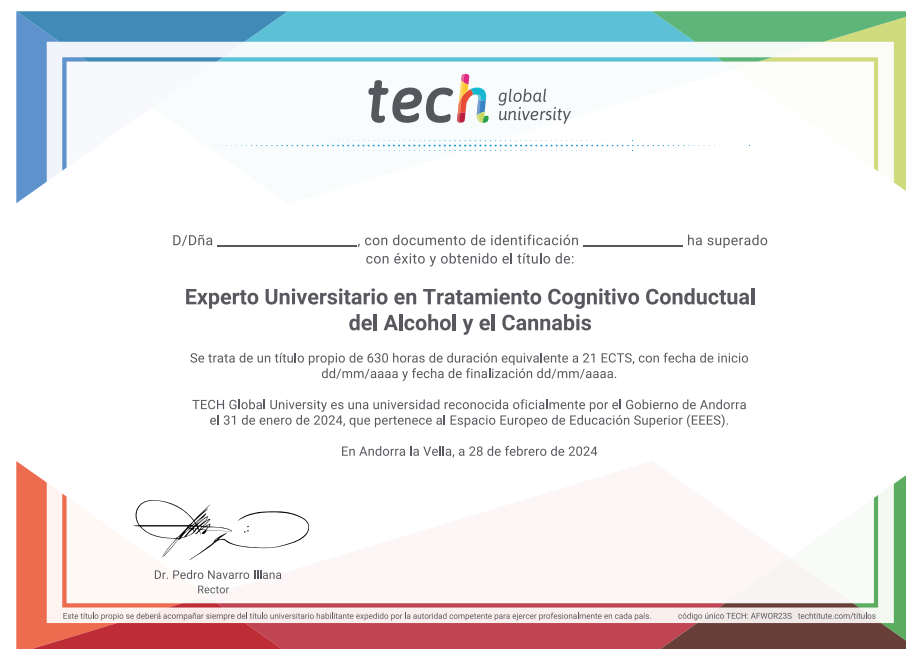 tech global university
D/Dña ____________________, con documento de identificación ______________ ha superado
con éxito y obtenido el título de:
Experto Universitario en Tratamiento Cognitivo Conductual
del Alcohol y el Cannabis
Se trata de un título propio de 630 horas de duración equivalente a 21 ECTS, con fecha de inicio
dd/mm/aaaa y fecha de finalización dd/mm/aaaa.
TECH Global University es una universidad reconocida oficialmente por el Gobierno de Andorra
el 31 de enero de 2024, que pertenece al Espacio Europeo de Educación Superior (EEES).
En Andorra la Vella, a 28 de febrero de 2024
Dr. Pedro Navarro Illana
Rector
Este título propio se deberá acompañar siempre del título universitario habilitante expedido por la autoridad competente para ejercer profesionalmente en cada país. código único TECH: AFWOR23S techtitute.com/titulos